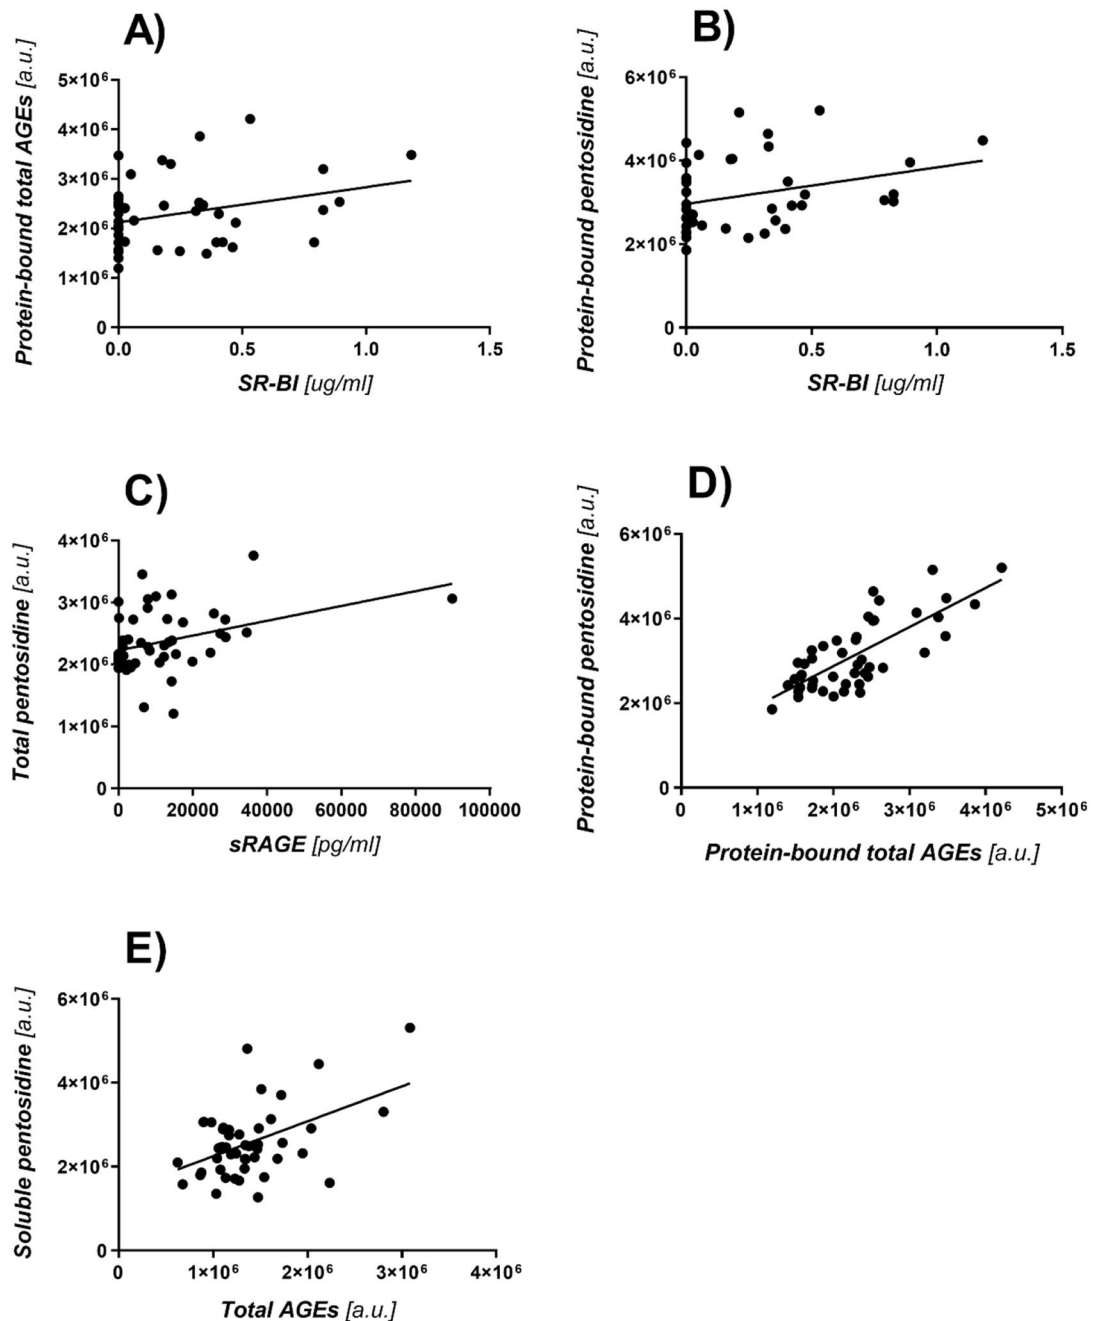 A)
Protein-bound total AGEs [a.u.]
5×10⁶
4×10⁶
3×10⁶
2×10⁶
1×10⁶
0
0.0 0.5 1.0 1.5
SR-BI [ug/ml]
B)
Protein-bound pentosidine [a.u.]
6×10⁶
4×10⁶
2×10⁶
0
0.0 0.5 1.0 1.5
SR-BI [ug/ml]
C)
Total pentosidine [a.u.]
4×10⁶
3×10⁶
2×10⁶
1×10⁶
0
0 20000 40000 60000 80000 100000
sRAGE [pg/ml]
D)
Protein-bound pentosidine [a.u.]
6×10⁶
4×10⁶
2×10⁶
0
0 1×10⁶ 2×10⁶ 3×10⁶ 4×10⁶ 5×10⁶
Protein-bound total AGEs [a.u.]
E)
Soluble pentosidine [a.u.]
6×10⁶
4×10⁶
2×10⁶
0
0 1×10⁶ 2×10⁶ 3×10⁶ 4×10⁶
Total AGEs [a.u.]